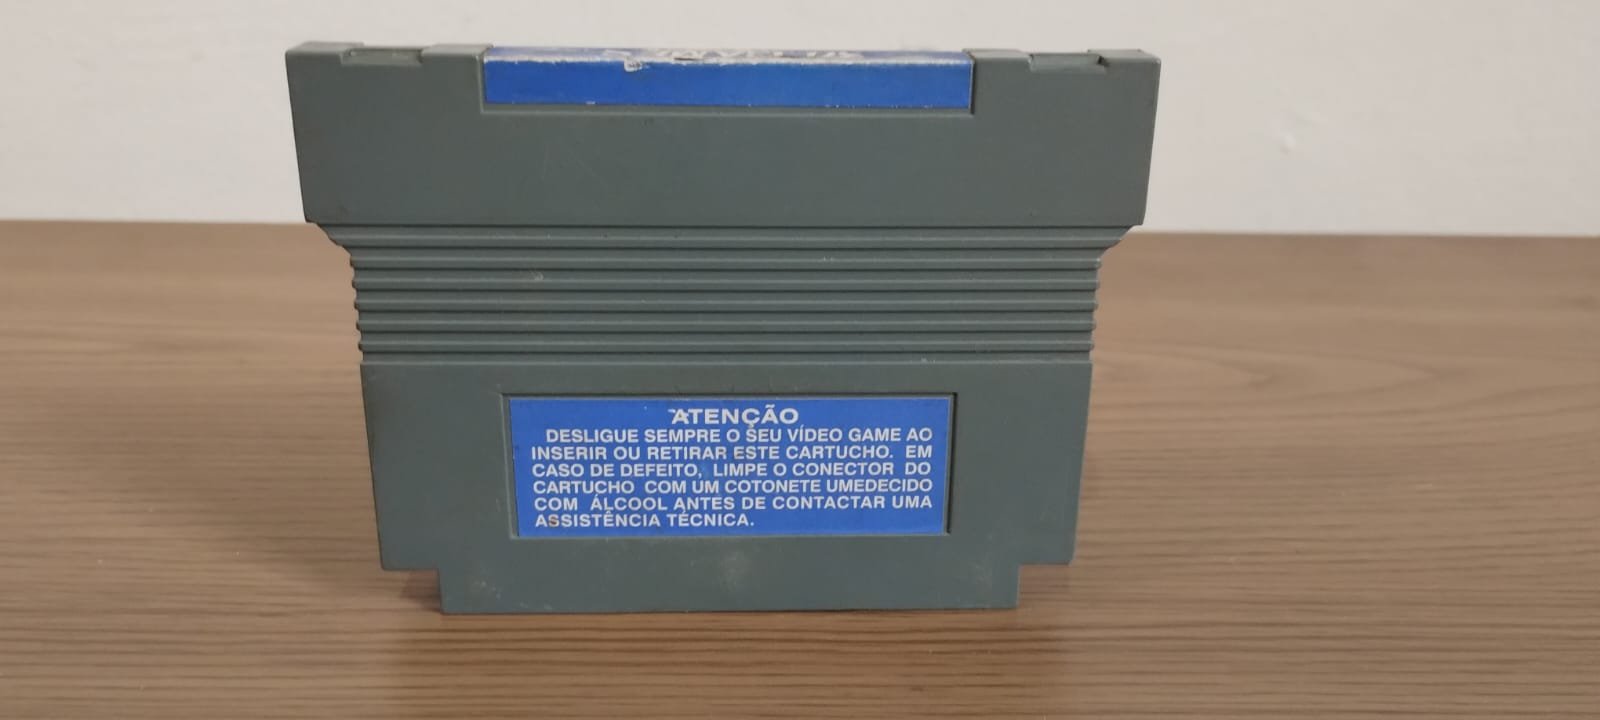 ATENÇÃO
DESLIGUE SEMPRE O SEU VÍDEO GAME AO
INSERIR OU RETIRAR ESTE CARTUCHO. EM
CASO DE DEFEITO, LIMPE O CONECTOR DO
CARTUCHO COM UM COTONETE UMEDECIDO
COM ÁLCOOL ANTES DE CONTACTAR UMA
ASSISTÊNCIA TÉCNICA.